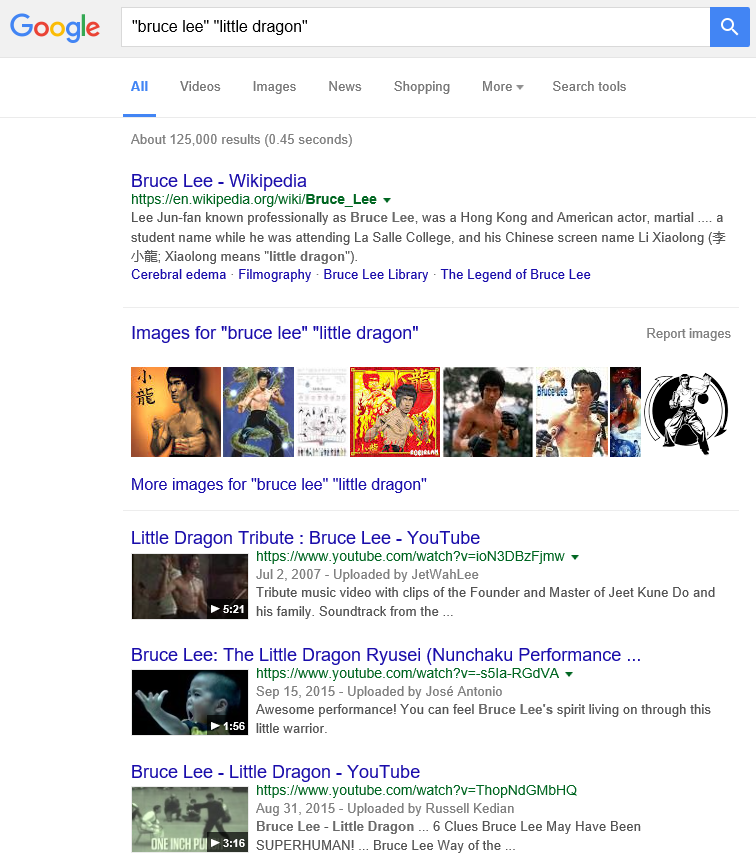 Google
"bruce lee" "little dragon"
All Videos Images News Shopping More Search tools
About 125,000 results (0.45 seconds)
Bruce Lee - Wikipedia
https://en.wikipedia.org/wiki/Bruce_Lee
Lee Jun-fan known professionally as Bruce Lee, was a Hong Kong and American actor, martial .... a
student name while he was attending La Salle College, and his Chinese screen name Li Xiaolong (李
小龍; Xiaolong means "little dragon").
Cerebral edema · Filmography · Bruce Lee Library · The Legend of Bruce Lee
Images for "bruce lee" "little dragon"
Report images
小龍
龍
小龍
Bruce Lee
More images for "bruce lee" "little dragon"
Little Dragon Tribute : Bruce Lee - YouTube
https://www.youtube.com/watch?v=ioN3DBzFjmw
5:21
Jul 2, 2007 - Uploaded by JetWahLee
Tribute music video with clips of the Founder and Master of Jeet Kune Do and
his family. Soundtrack from the ...
Bruce Lee: The Little Dragon Ryusei (Nunchaku Performance ...
https://www.youtube.com/watch?v=-s5Ia-RGdVA
1:56
Sep 15, 2015 - Uploaded by José Antonio
Awesome performance! You can feel Bruce Lee's spirit living on through this
little warrior.
Bruce Lee - Little Dragon - YouTube
https://www.youtube.com/watch?v=ThopNdGMbHQ
ONE INCH PU 3:16
Aug 31, 2015 - Uploaded by Russell Kedian
Bruce Lee - Little Dragon ... 6 Clues Bruce Lee May Have Been
SUPERHUMAN! ... Bruce Lee Way of the ...